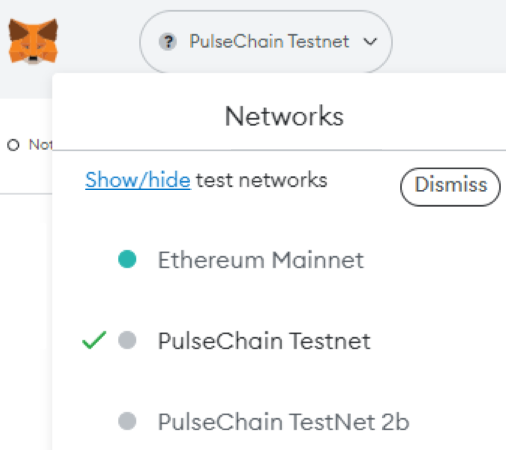 PulseChain Testnet
Networks
Not
Show/hide test networks
Dismiss
Ethereum Mainnet
PulseChain Testnet
PulseChain TestNet 2b